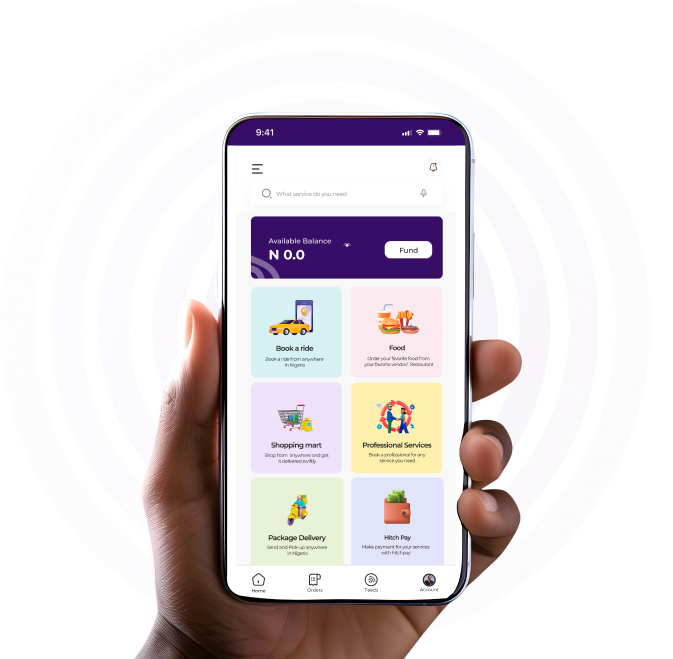 9:41
What service do you need
Available Balance
N 0.0
Fund
Book a ride
Book a ride from anywhere
in Nigeria
Food
Order your favorite food from
your favorite vendor/ Restaurant
Shopping mart
Shop from anywhere and get
it delivered swiftly
Professional Services
Book a professional for any
service you need
Package Delivery
Send and Pick-up anywhere
in Nigeria
Hitch Pay
Make payment for your services
with hitchpay
Home
Orders
Feeds
Account